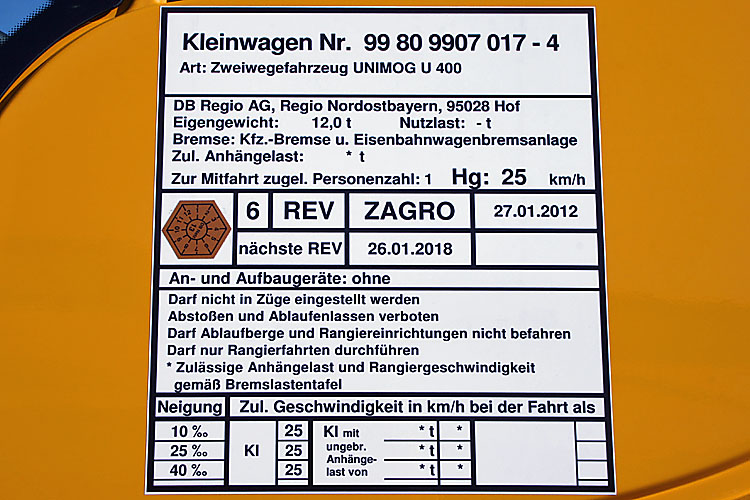 Kleinwagen Nr. 99 80 9907 017 - 4
Art: Zweiwegefahrzeug UNIMOG U 400
DB Regio AG, Regio Nordostbayern, 95028 Hof
Eigengewicht: 12,0 t Nutzlast: - t
Bremse: Kfz.-Bremse u. Eisenbahnwagenbremsanlage
Zul. Anhängelast: * t
Zur Mitfahrt zugel. Personenzahl: 1 Hg: 25 km/h
6 REV ZAGRO 27.01.2012
nächste REV 26.01.2018
An- und Aufbaugeräte: ohne
Darf nicht in Züge eingestellt werden
Abstoßen und Ablaufenlassen verboten
Darf Ablaufberge und Rangiereinrichtungen nicht befahren
Darf nur Rangierfahrten durchführen
* Zulässige Anhängelast und Rangiergeschwindigkeit
gemäß Bremslastentafel
Neigung Zul. Geschwindigkeit in km/h bei der Fahrt als
10 ‰ 25 KI mit * t *
25 ‰ KI 25 ungebr. * t *
Anhänge-
40 ‰ 25 last von * t *